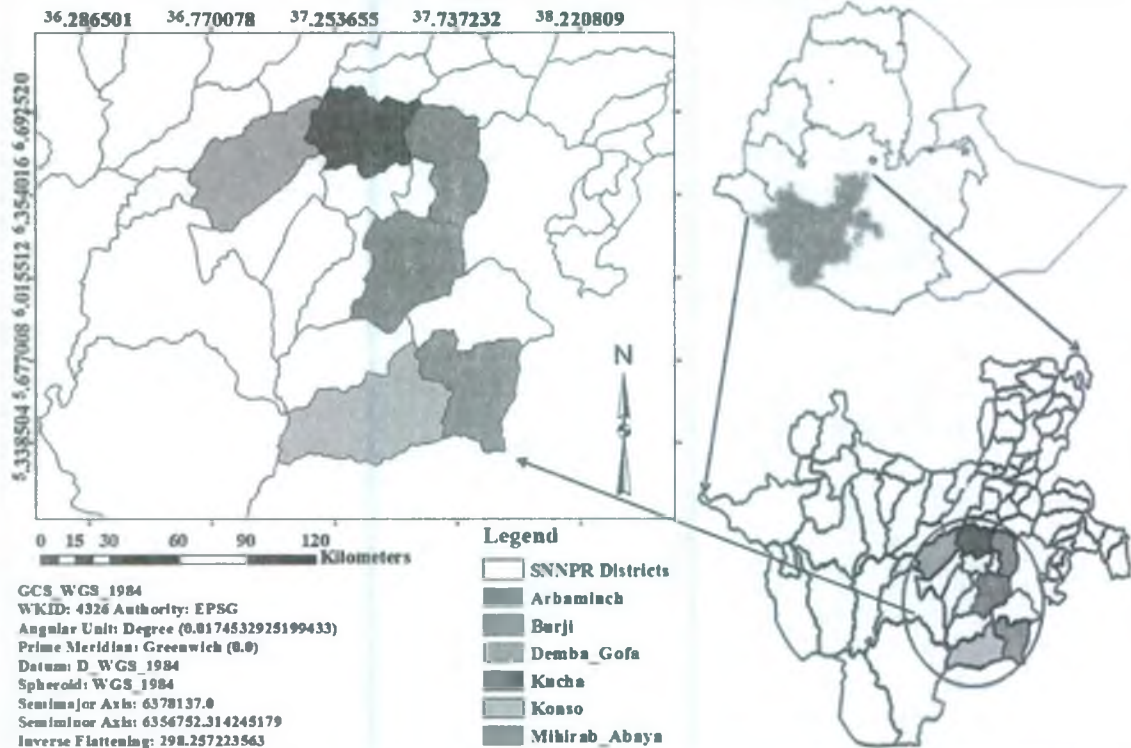 36.286501 36.770078 37.253655 37.737232 38.220809
6.692520
6.354016
6.015512
5.677008
5.338504
N
S
0 15 30 60 90 120
Kilometers
GCS_WGS_1984
WKID: 4326 Authority: EPSG
Angular Unit: Degree (0.0174532925199433)
Prime Meridian: Greenwich (0.0)
Datum: D_WGS_1984
Spheroid: WGS_1984
Semimajor Axis: 6378137.0
Semiminor Axis: 6356752.314245179
Inverse Flattening: 298.257223563
Legend
SNNPR Districts
Arbaminch
Burji
Demba_Gofa
Kucha
Konso
Mihirab_Abaya